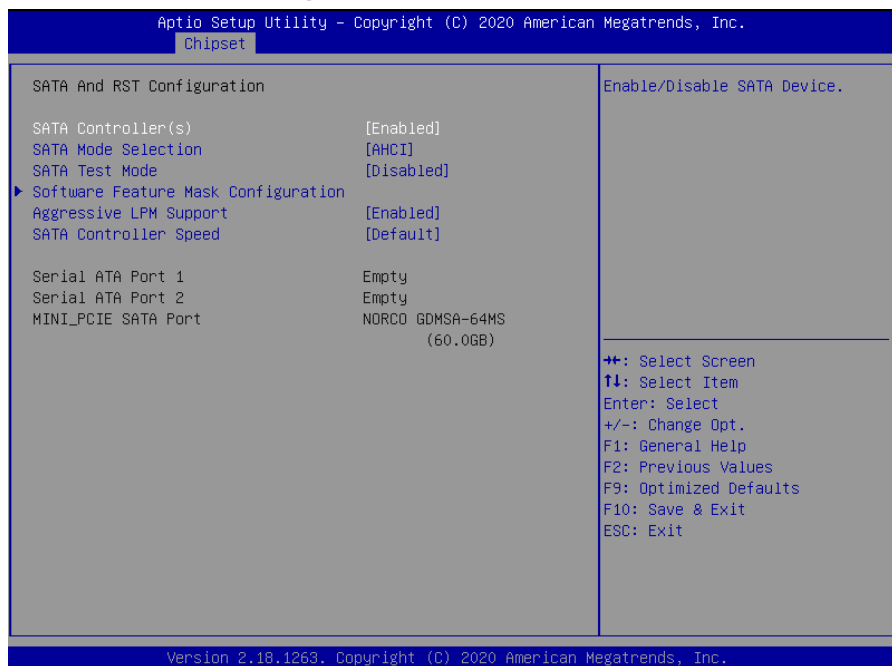 Aptio Setup Utility – Copyright (C) 2020 American Megatrends, Inc.
Chipset
SATA And RST Configuration
SATA Controller(s) [Enabled]
SATA Mode Selection [AHCI]
SATA Test Mode [Disabled]
Software Feature Mask Configuration
Aggressive LPM Support [Enabled]
SATA Controller Speed [Default]
Serial ATA Port 1 Empty
Serial ATA Port 2 Empty
MINI_PCIE SATA Port NORCO GDMSA-64MS
(60.0GB)
Enable/Disable SATA Device.
→←: Select Screen
↑↓: Select Item
Enter: Select
+/-: Change Opt.
F1: General Help
F2: Previous Values
F9: Optimized Defaults
F10: Save & Exit
ESC: Exit
Version 2.18.1263. Copyright (C) 2020 American Megatrends, Inc.